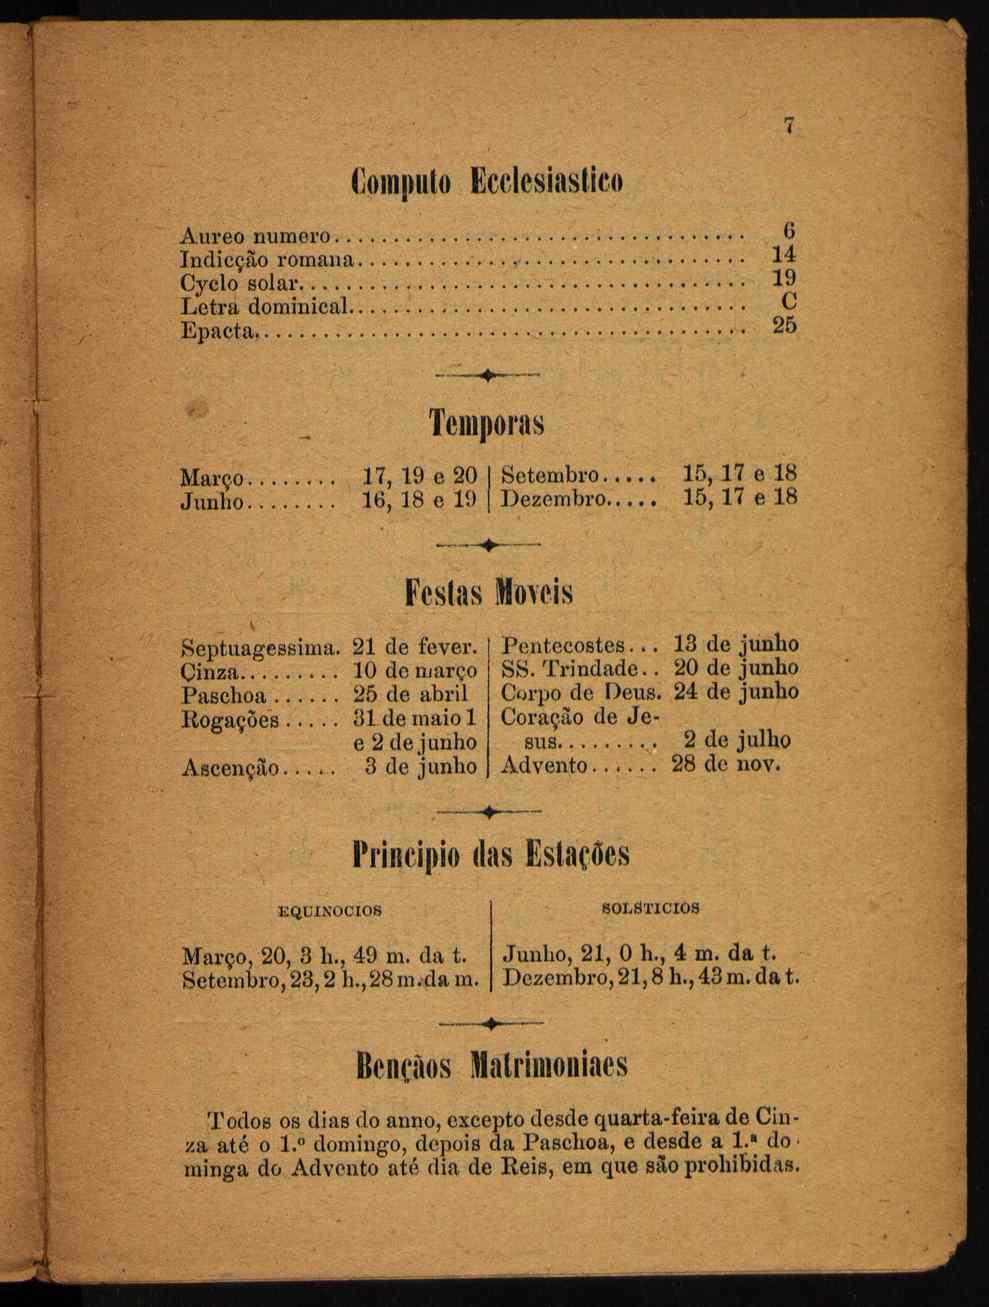 7
Computo Ecclesiastico
Aureo numero 6
Indicção romana 14
Cyclo solar 19
Letra dominical C
Epacta 25
Temporas
Março 17, 19 e 20
Junho 16, 18 e 19
Setembro 15, 17 e 18
Dezembro 15, 17 e 18
Festas Moveis
Septuagessima. 21 de fever.
Çinza 10 de março
Paschoa 25 de abril
Rogações 31 de maio 1
e 2 de junho
Ascenção 3 de junho
Pentecostes 13 de junho
SS. Trindade 20 de junho
Corpo de Deus. 24 de junho
Coração de Je-
sus 2 de julho
Advento 28 de nov.
Principio das Estações
EQUINOCIOS
Março, 20, 3 h., 49 m. da t.
Setembro, 23, 2 h., 28 m. da m.
SOLSTICIOS
Junho, 21, 0 h., 4 m. da t.
Dezembro, 21, 8 h., 43 m. da t.
Bençãos Matrimoniaes
Todos os dias do anno, excepto desde quarta-feira de Cin-
za até o 1.º domingo, depois da Paschoa, e desde a 1.ª do-
minga do Advento até dia de Reis, em que são prohibidas.